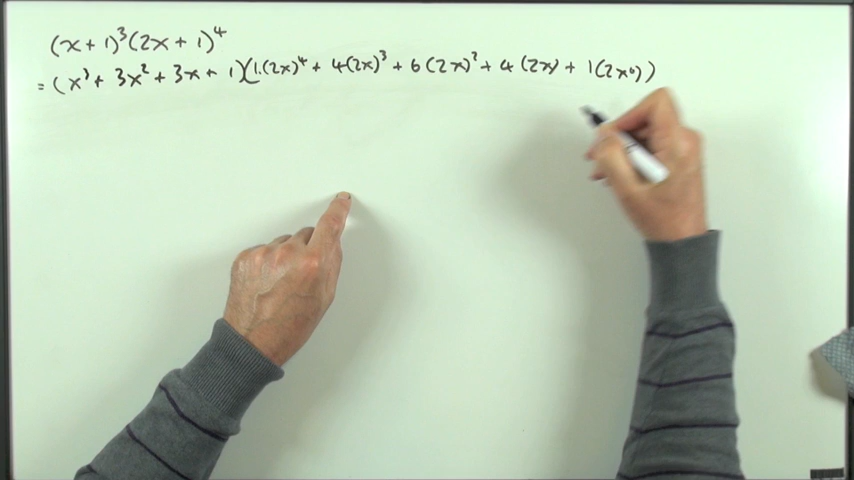 (x + 1)³(2x + 1)⁴
= (x³ + 3x² + 3x + 1)(1.(2x)⁴ + 4(2x)³ + 6(2x)² + 4(2x) + 1(2x⁰))